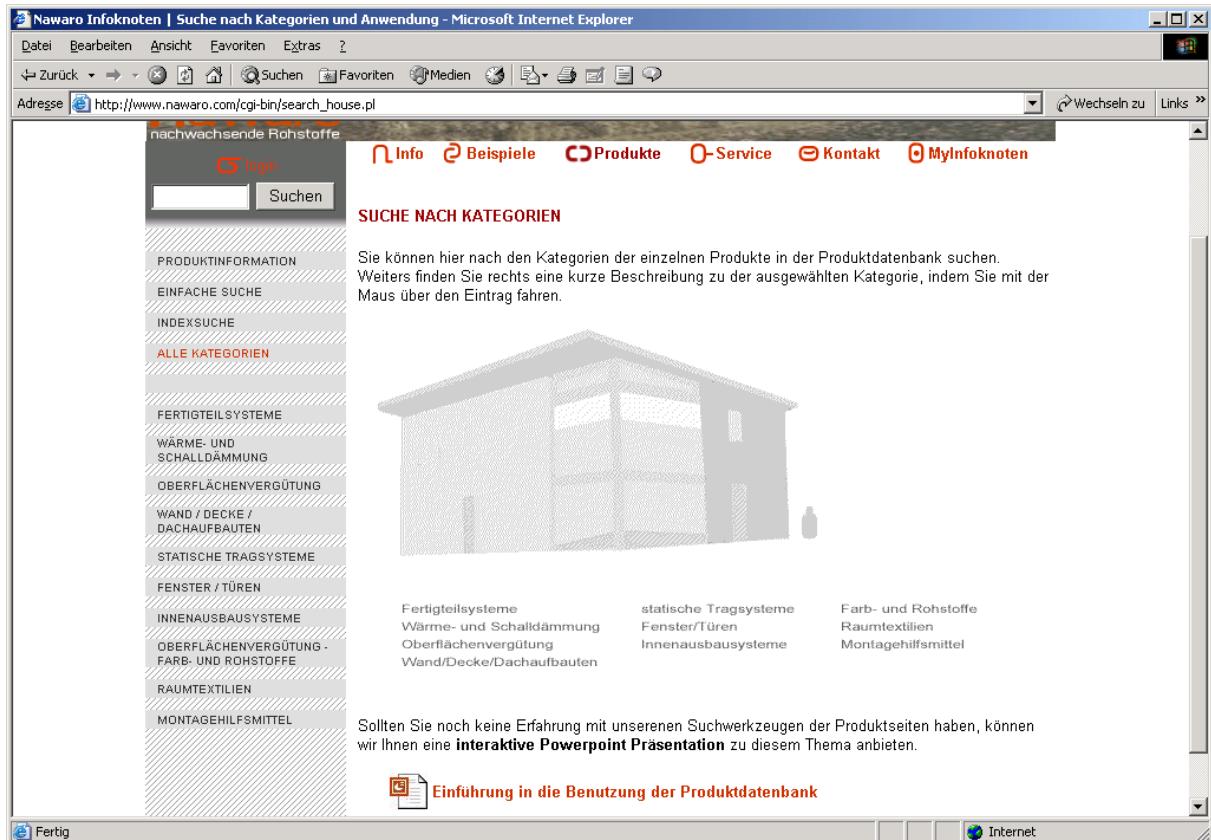 Nawaro Infoknoten | Suche nach Kategorien und Anwendung - Microsoft Internet Explorer
Datei Bearbeiten Ansicht Favoriten Extras ?
Zurück Suchen Favoriten Medien
Adresse http://www.nawaro.com/cgi-bin/search_house.pl Wechseln zu Links »
nachwachsende Rohstoffe
login
Suchen
Info Beispiele Produkte Service Kontakt MyInfoknoten
PRODUKTINFORMATION
EINFACHE SUCHE
INDEXSUCHE
ALLE KATEGORIEN
FERTIGTEILSYSTEME
WÄRME- UND
SCHALLDÄMMUNG
OBERFLÄCHENVERGÜTUNG
WAND / DECKE /
DACHAUFBAUTEN
STATISCHE TRAGSYSTEME
FENSTER / TÜREN
INNENAUSBAUSYSTEME
OBERFLÄCHENVERGÜTUNG -
FARB- UND ROHSTOFFE
RAUMTEXTILIEN
MONTAGEHILFSMITTEL
SUCHE NACH KATEGORIEN
Sie können hier nach den Kategorien der einzelnen Produkte in der Produktdatenbank suchen.
Weiters finden Sie rechts eine kurze Beschreibung zu der ausgewählten Kategorie, indem Sie mit der
Maus über den Eintrag fahren.
Fertigteilsysteme statische Tragsysteme Farb- und Rohstoffe
Wärme- und Schalldämmung Fenster/Türen Raumtextilien
Oberflächenvergütung Innenausbausysteme Montagehilfsmittel
Wand/Decke/Dachaufbauten
Sollten Sie noch keine Erfahrung mit unserenen Suchwerkzeugen der Produktseiten haben, können
wir Ihnen eine interaktive Powerpoint Präsentation zu diesem Thema anbieten.
Einführung in die Benutzung der Produktdatenbank
Fertig Internet